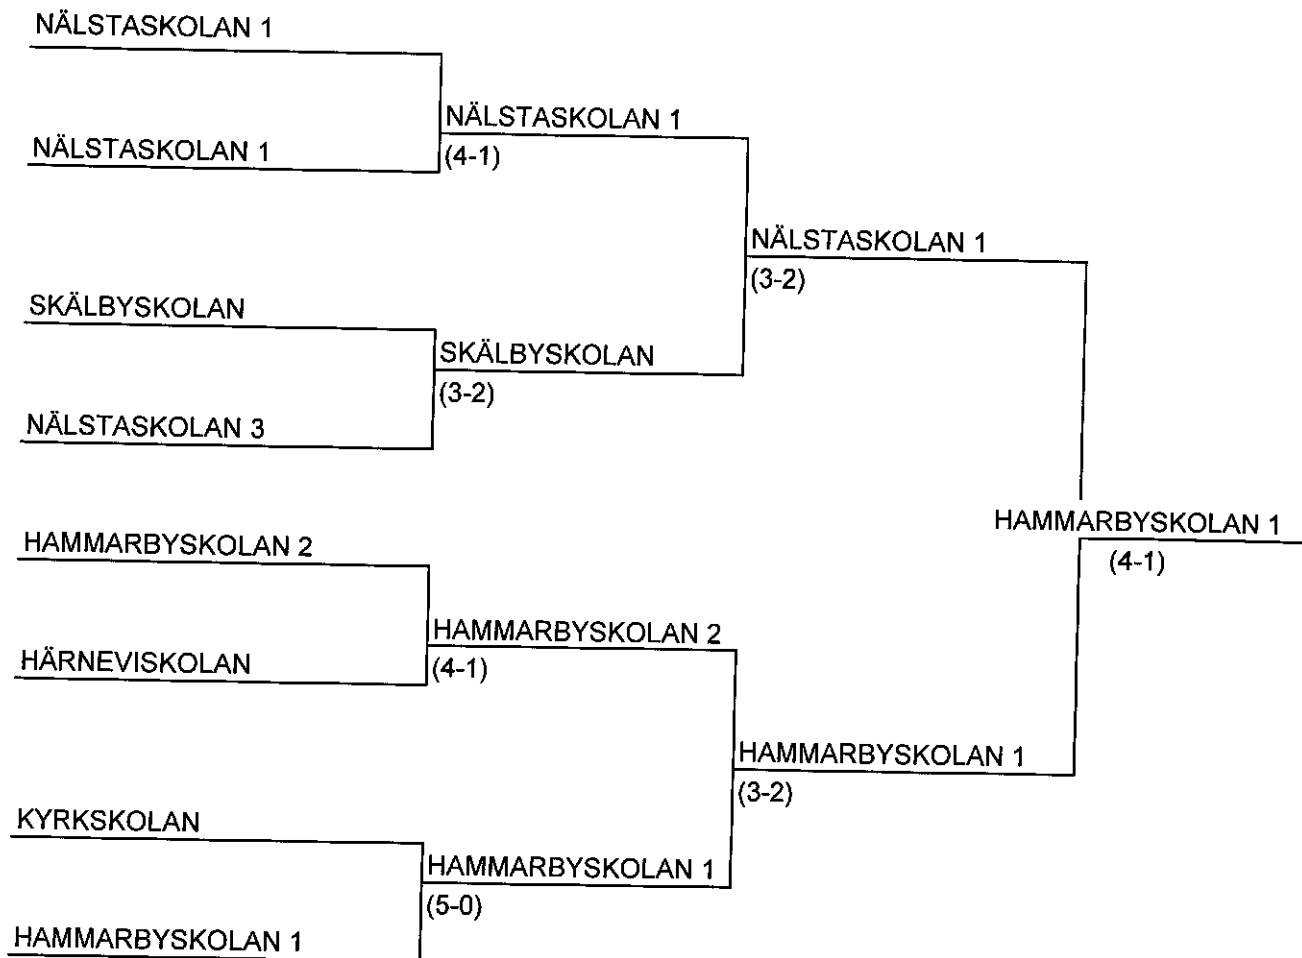 NÄLSTASKOLAN 1
NÄLSTASKOLAN 1
(4-1)
NÄLSTASKOLAN 1
NÄLSTASKOLAN 1
(3-2)
SKÄLBYSKOLAN
SKÄLBYSKOLAN
(3-2)
NÄLSTASKOLAN 3
HAMMARBYSKOLAN 1
(4-1)
HAMMARBYSKOLAN 2
HAMMARBYSKOLAN 2
(4-1)
HÄRNEVISKOLAN
HAMMARBYSKOLAN 1
(3-2)
KYRKSKOLAN
HAMMARBYSKOLAN 1
(5-0)
HAMMARBYSKOLAN 1